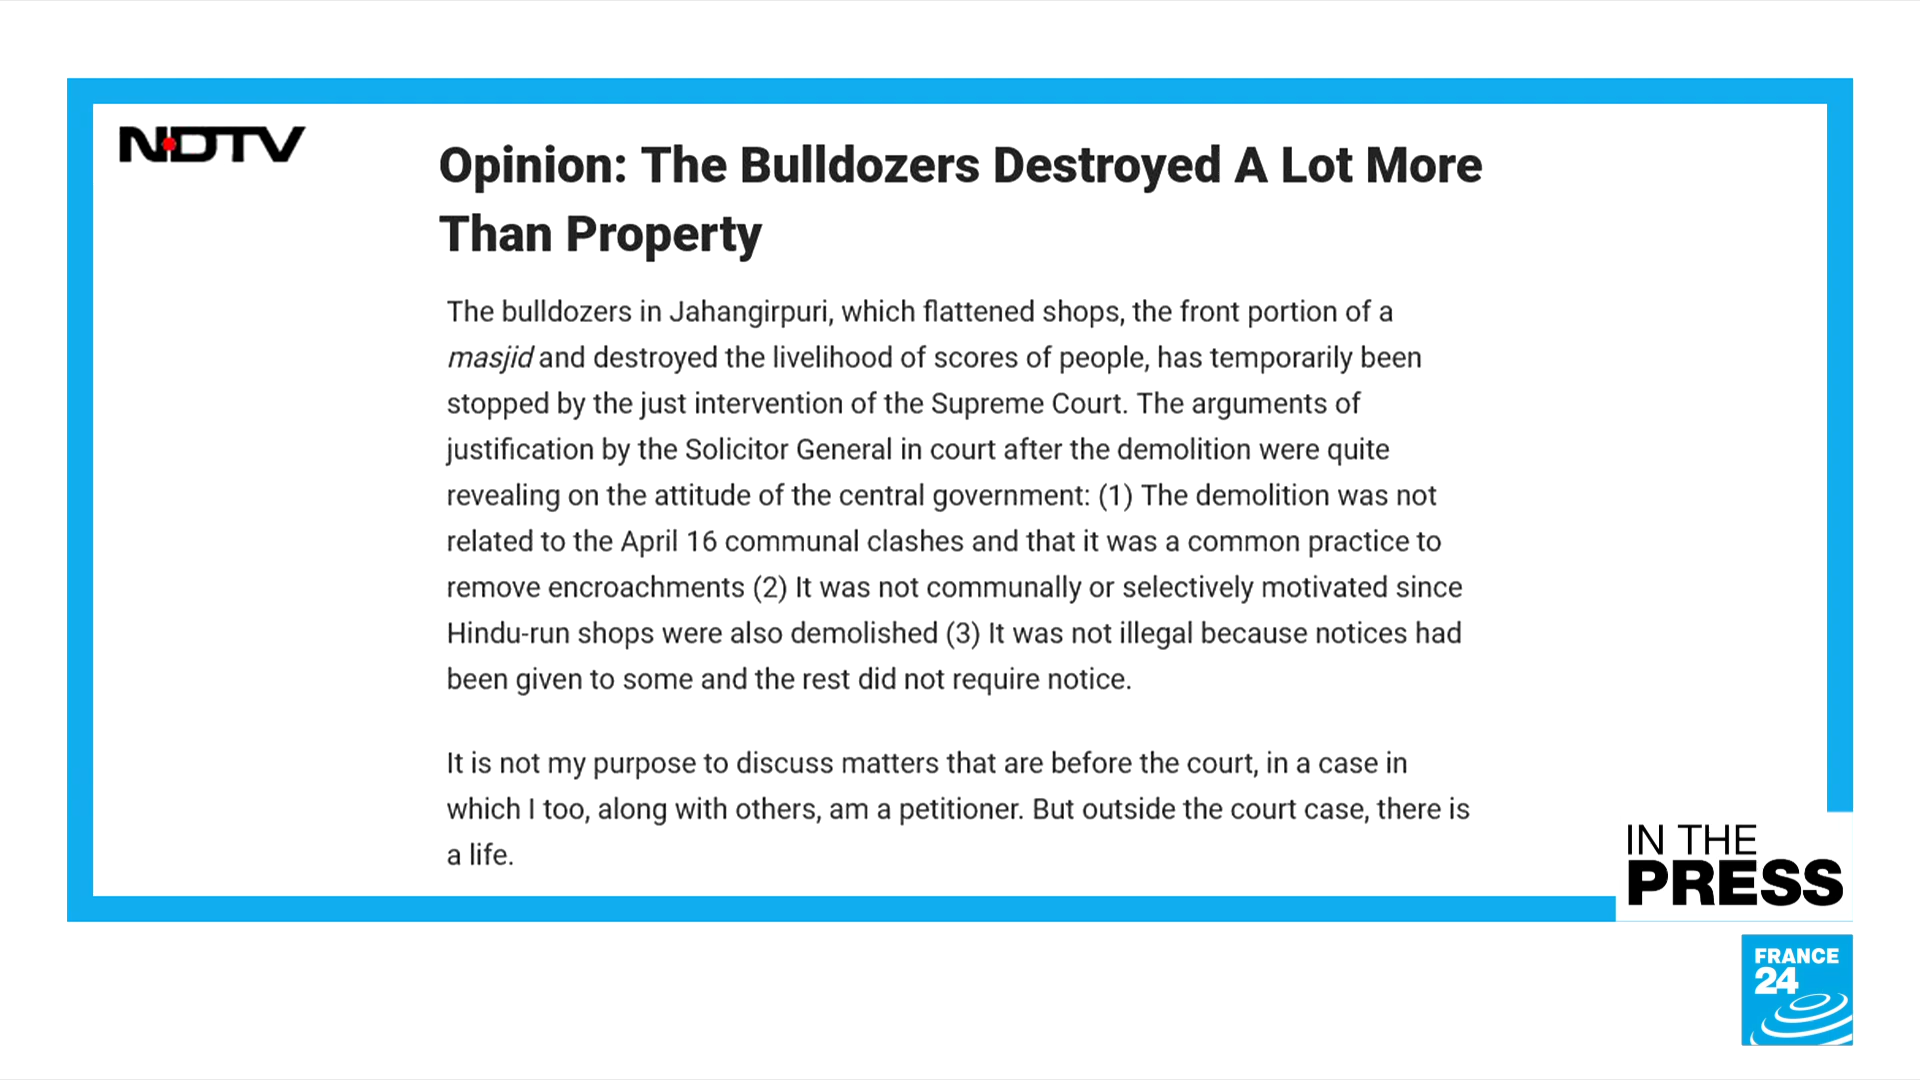 NDTV
Opinion: The Bulldozers Destroyed A Lot More
Than Property
The bulldozers in Jahangirpuri, which flattened shops, the front portion of a
masjid and destroyed the livelihood of scores of people, has temporarily been
stopped by the just intervention of the Supreme Court. The arguments of
justification by the Solicitor General in court after the demolition were quite
revealing on the attitude of the central government: (1) The demolition was not
related to the April 16 communal clashes and that it was a common practice to
remove encroachments (2) It was not communally or selectively motivated since
Hindu-run shops were also demolished (3) It was not illegal because notices had
been given to some and the rest did not require notice.
It is not my purpose to discuss matters that are before the court, in a case in
which I too, along with others, am a petitioner. But outside the court case, there is
a life.
IN THE
PRESS
FRANCE
24